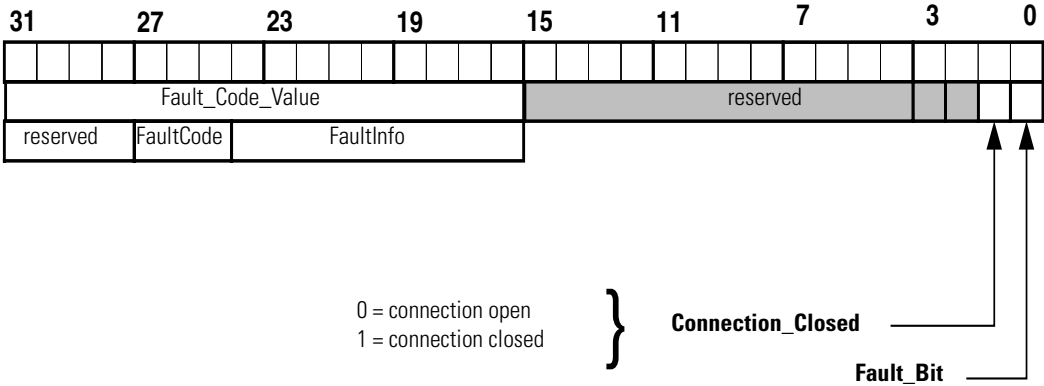 31 27 23 19 15 11 7 3 0
Fault_Code_Value reserved
reserved FaultCode FaultInfo
0 = connection open
1 = connection closed
} Connection_Closed
Fault_Bit